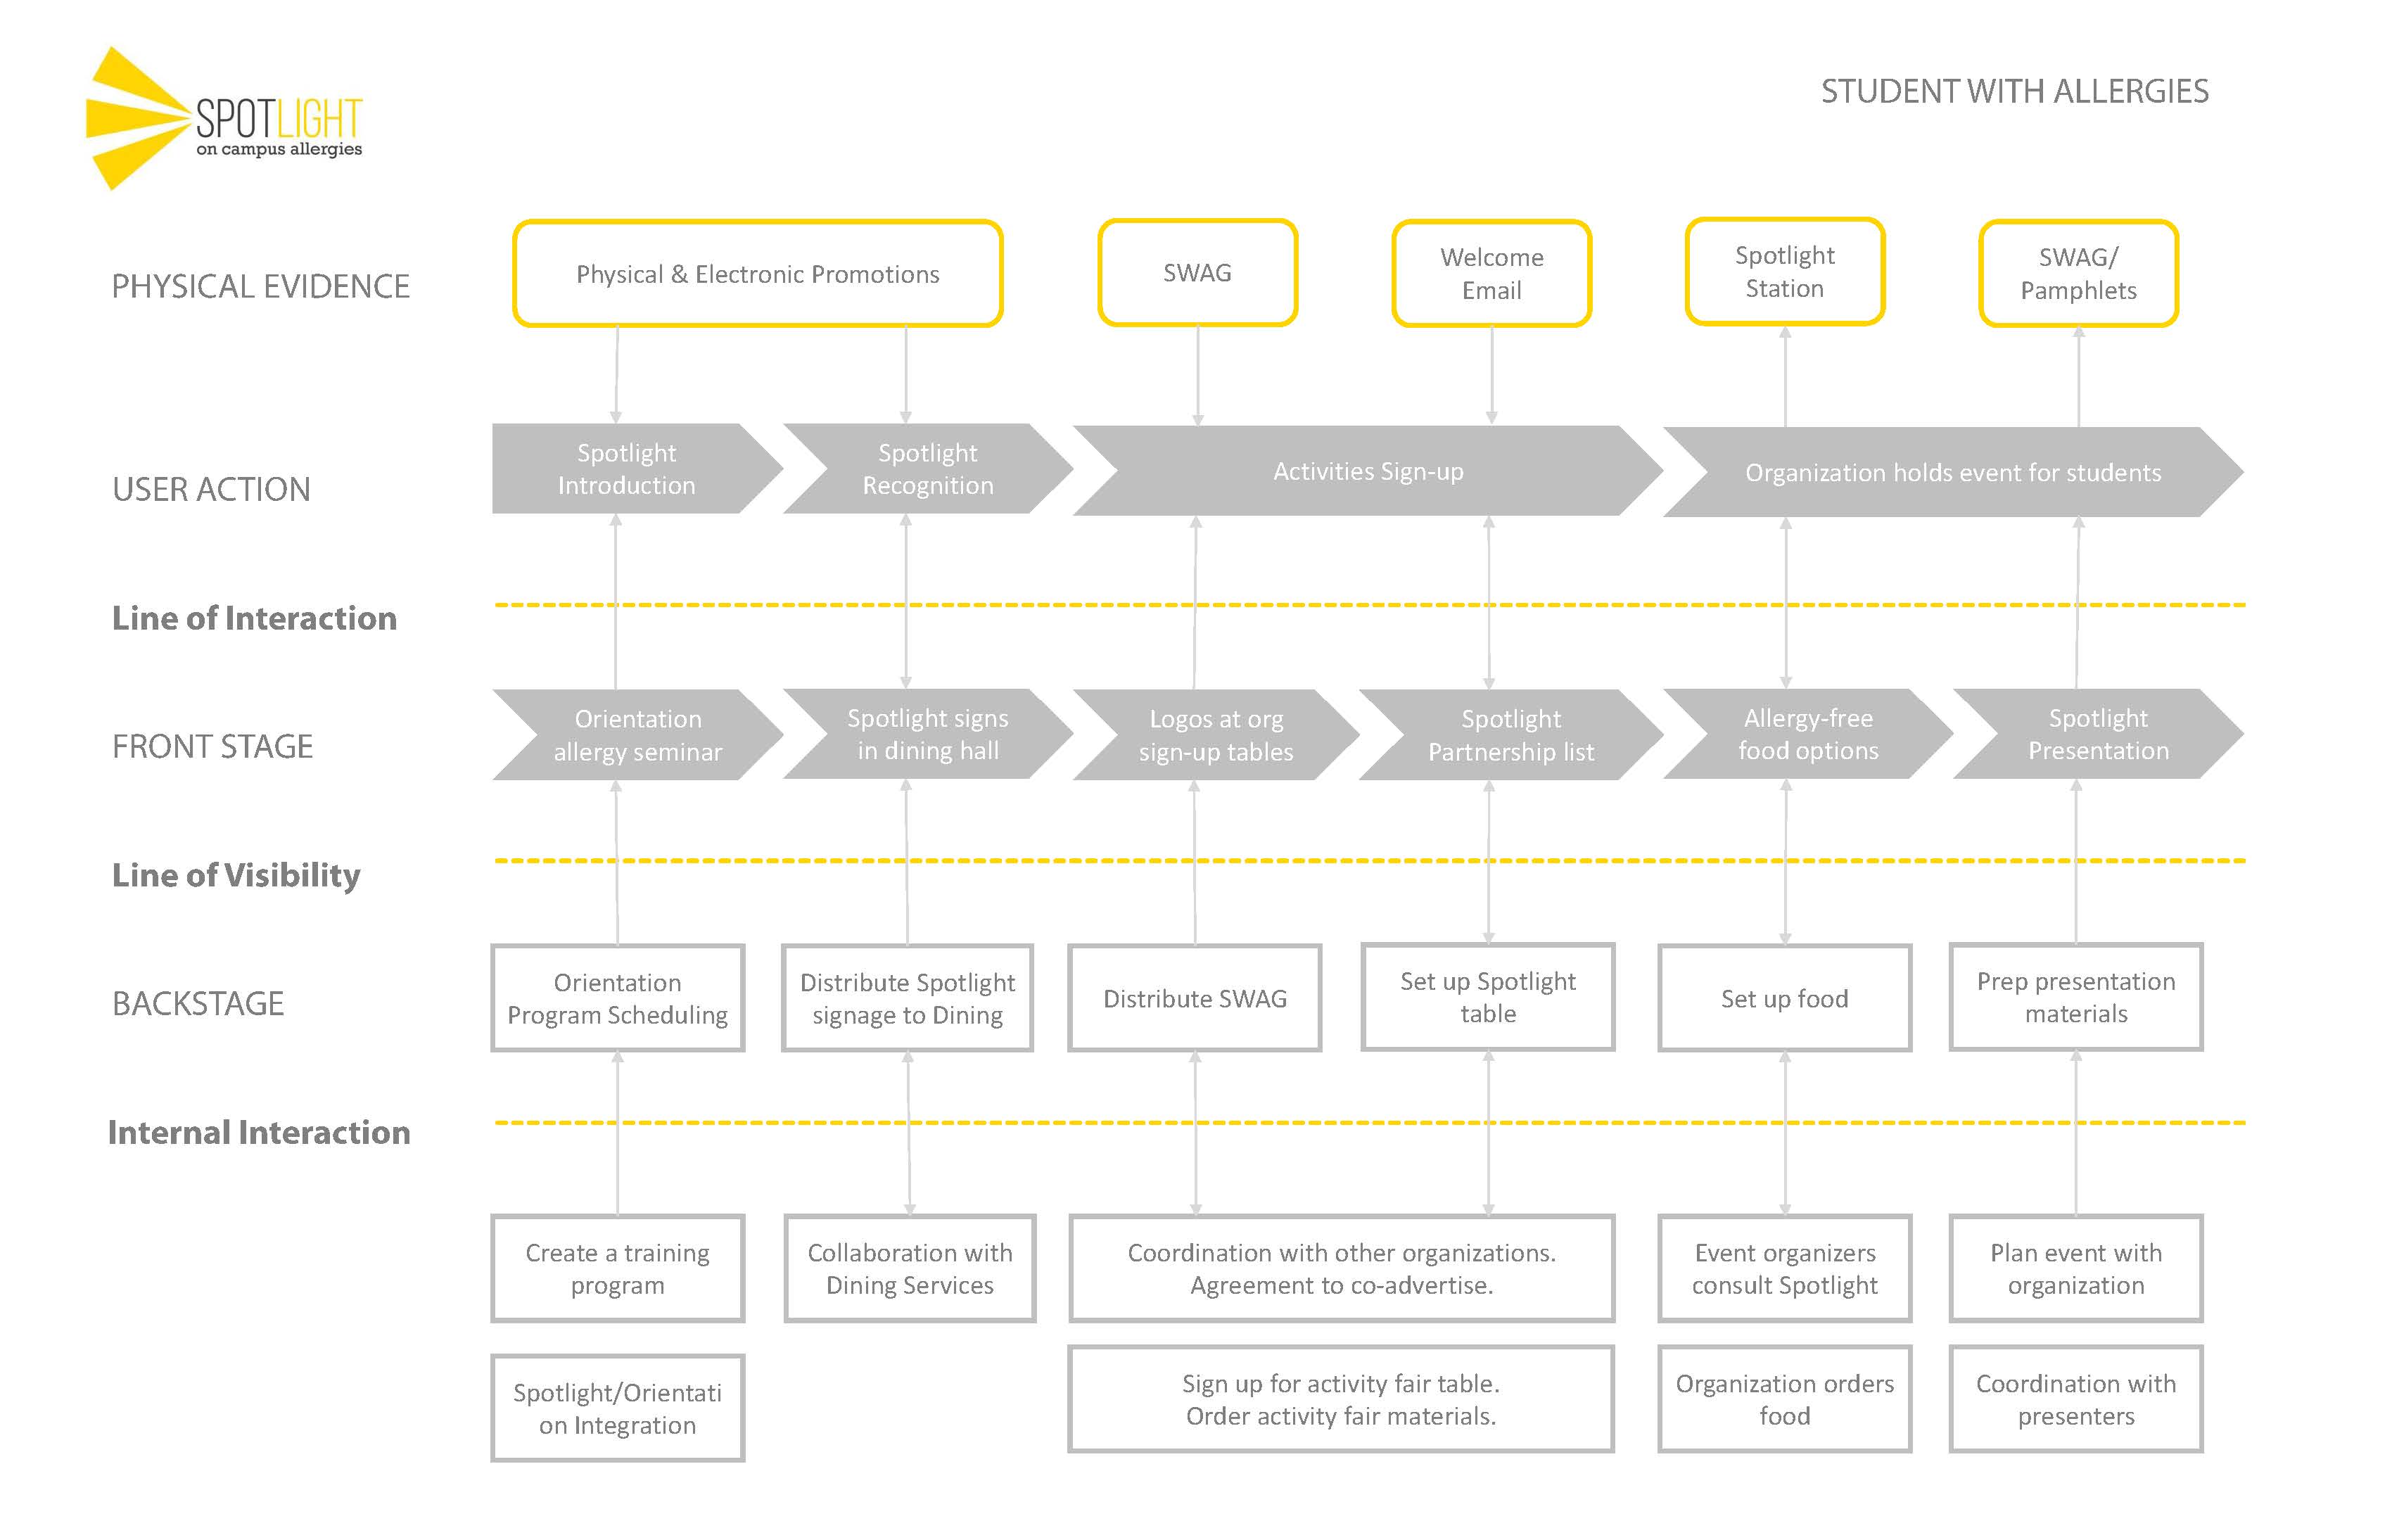 SPOTLIGHT
on campus allergies
STUDENT WITH ALLERGIES
PHYSICAL EVIDENCE
Physical & Electronic Promotions
SWAG
Welcome
Email
Spotlight
Station
SWAG/
Pamphlets
USER ACTION
Spotlight
Introduction
Spotlight
Recognition
Activities Sign-up
Organization holds event for students
Line of Interaction
FRONT STAGE
Orientation
allergy seminar
Spotlight signs
in dining hall
Logos at org
sign-up tables
Spotlight
Partnership list
Allergy-free
food options
Spotlight
Presentation
Line of Visibility
BACKSTAGE
Orientation
Program Scheduling
Distribute Spotlight
signage to Dining
Distribute SWAG
Set up Spotlight
table
Set up food
Prep presentation
materials
Internal Interaction
Create a training
program
Collaboration with
Dining Services
Coordination with other organizations.
Agreement to co-advertise.
Event organizers
consult Spotlight
Plan event with
organization
Spotlight/Orientati
on Integration
Sign up for activity fair table.
Order activity fair materials.
Organization orders
food
Coordination with
presenters